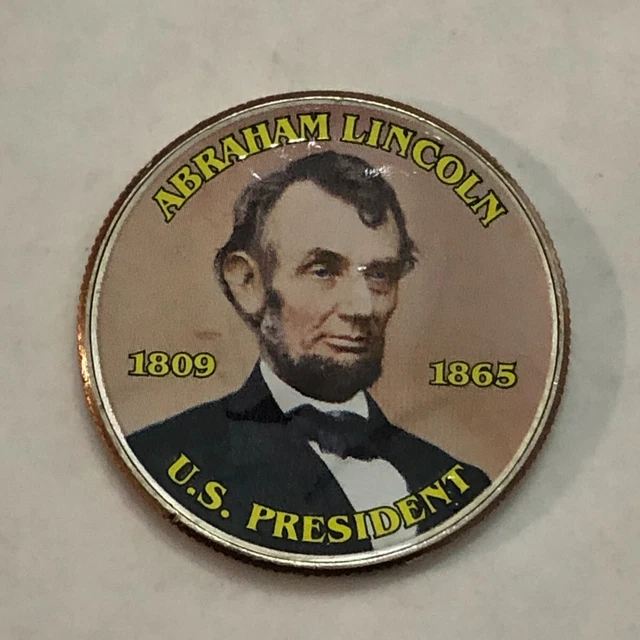 ABRAHAM LINCOLN
1809
1865
U.S. PRESIDENT